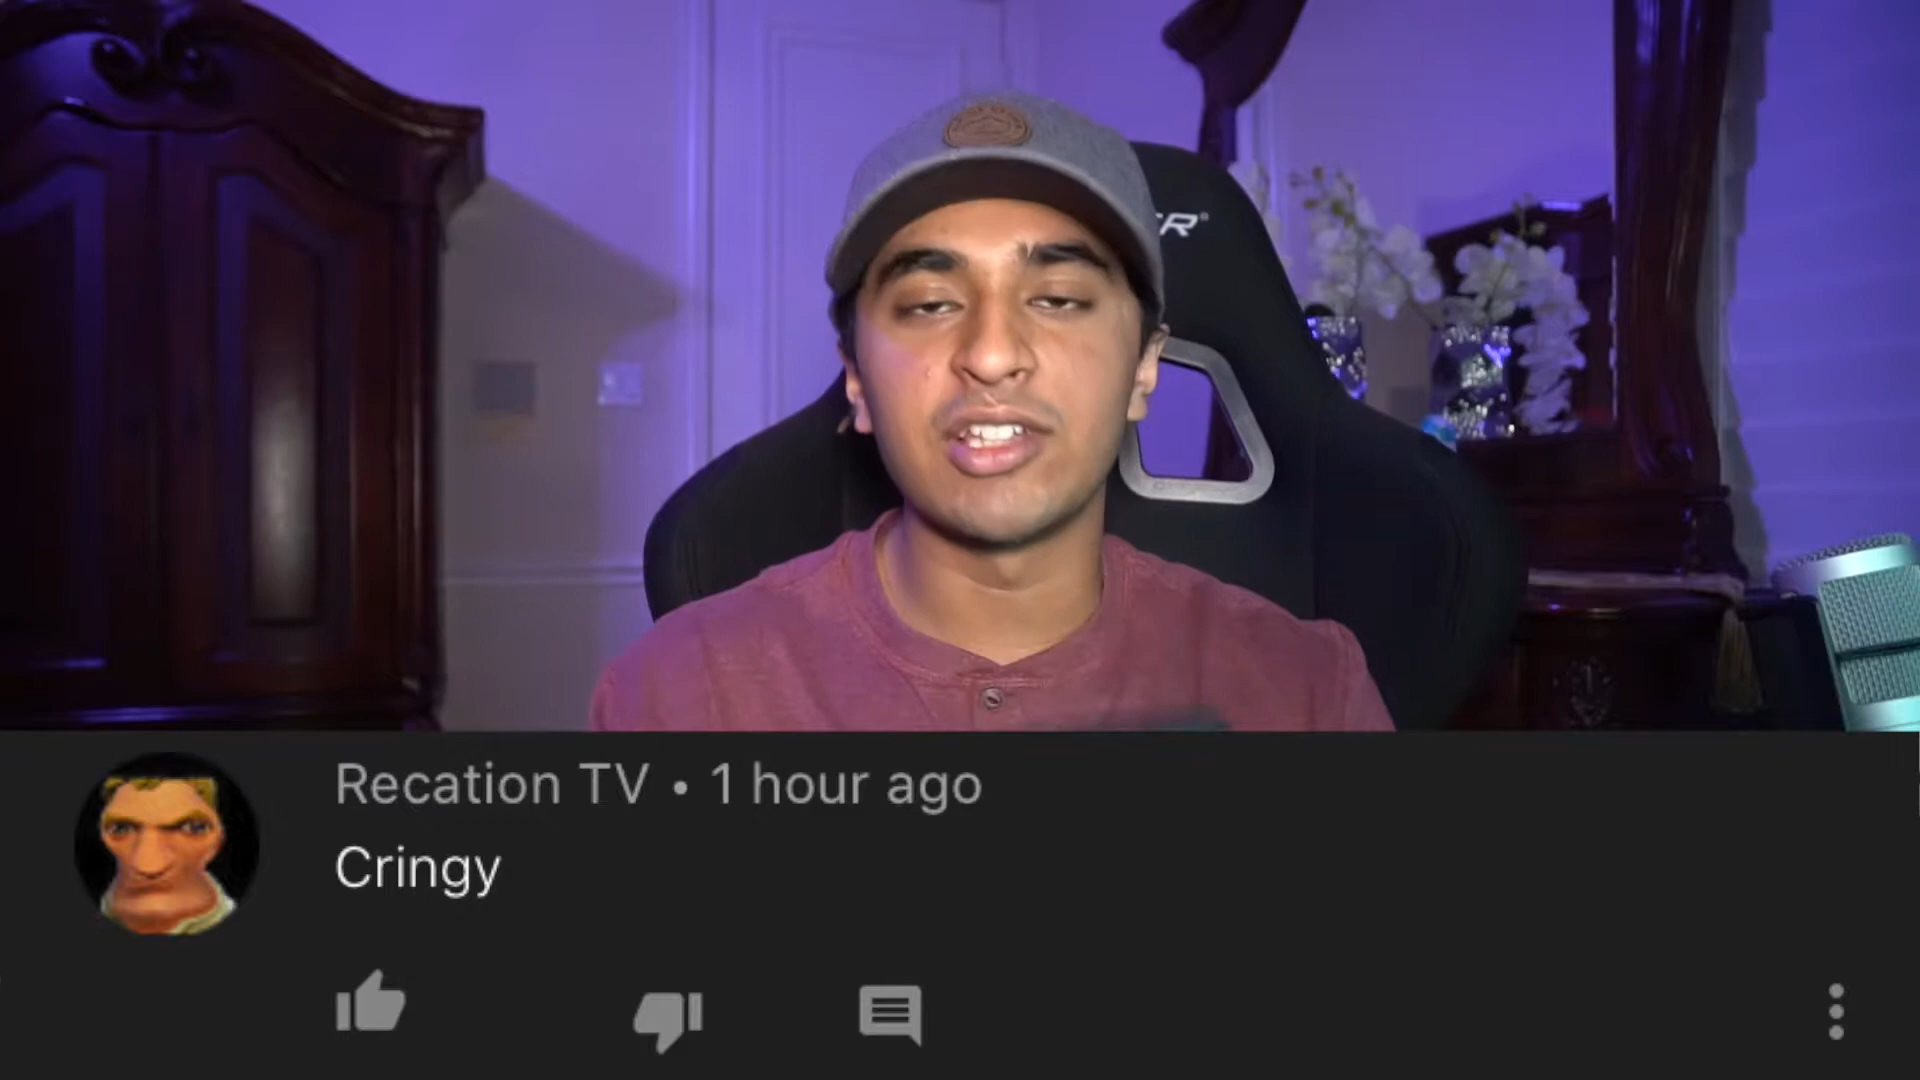 R
Recation TV • 1 hour ago
Cringy